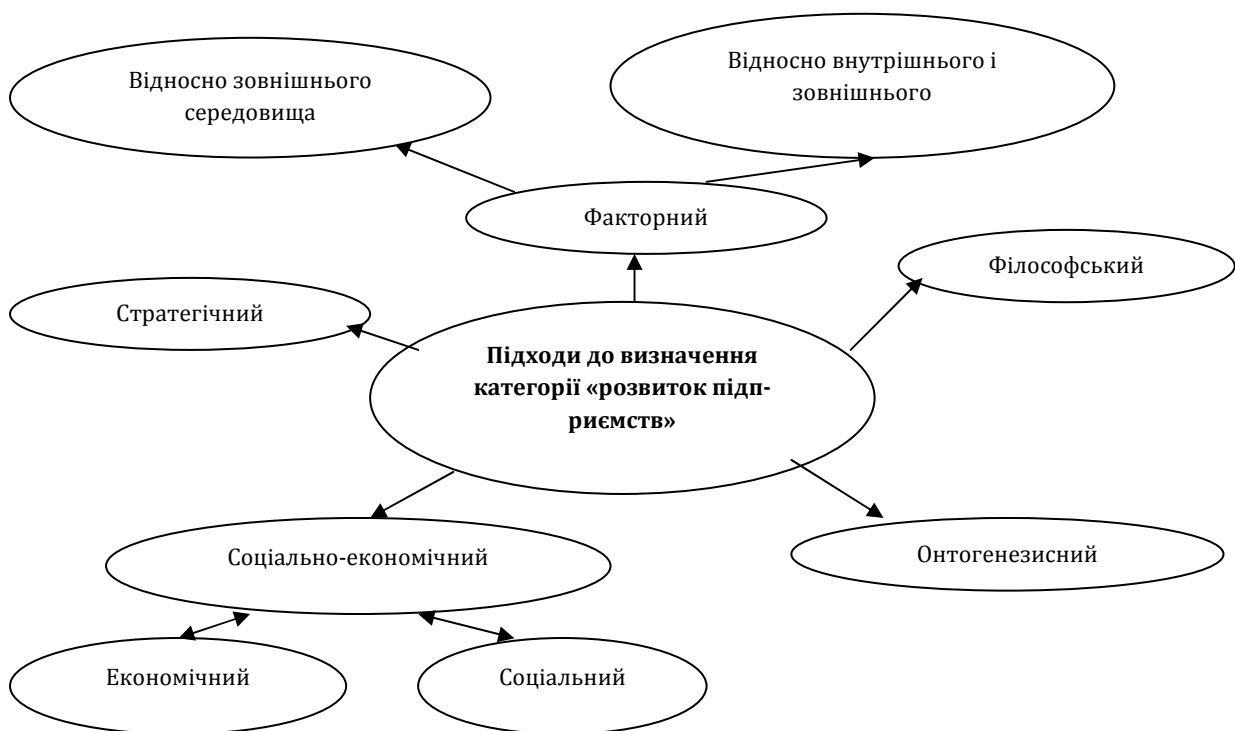 Відносно зовнішнього
середовища
Відносно внутрішнього і
зовнішнього
Факторний
Філософський
Стратегічний
Підходи до визначення
категорії «розвиток підп-
риємств»
Соціально-економічний
Онтогенезисний
Економічний
Соціальний